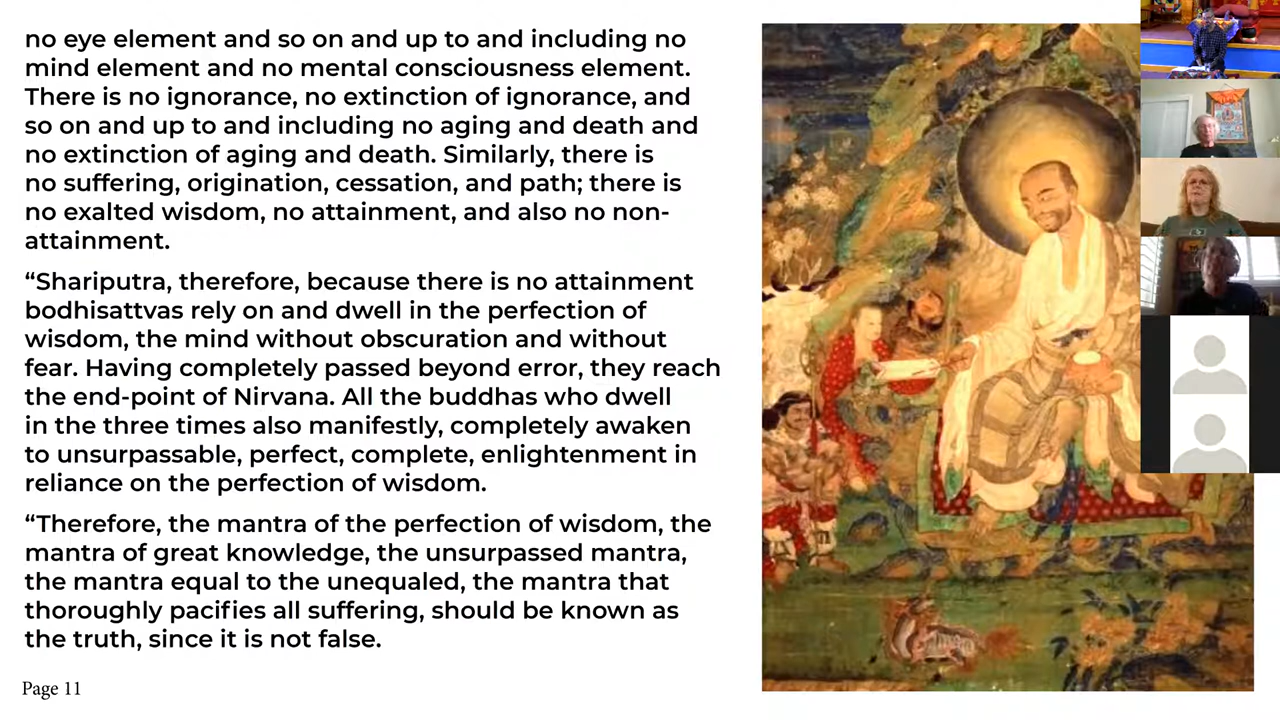 no eye element and so on and up to and including no
mind element and no mental consciousness element.
There is no ignorance, no extinction of ignorance, and
so on and up to and including no aging and death and
no extinction of aging and death. Similarly, there is
no suffering, origination, cessation, and path; there is
no exalted wisdom, no attainment, and also no non-
attainment.
“Shariputra, therefore, because there is no attainment
bodhisattvas rely on and dwell in the perfection of
wisdom, the mind without obscuration and without
fear. Having completely passed beyond error, they reach
the end-point of Nirvana. All the buddhas who dwell
in the three times also manifestly, completely awaken
to unsurpassable, perfect, complete, enlightenment in
reliance on the perfection of wisdom.
“Therefore, the mantra of the perfection of wisdom, the
mantra of great knowledge, the unsurpassed mantra,
the mantra equal to the unequaled, the mantra that
thoroughly pacifies all suffering, should be known as
the truth, since it is not false.
Page 11